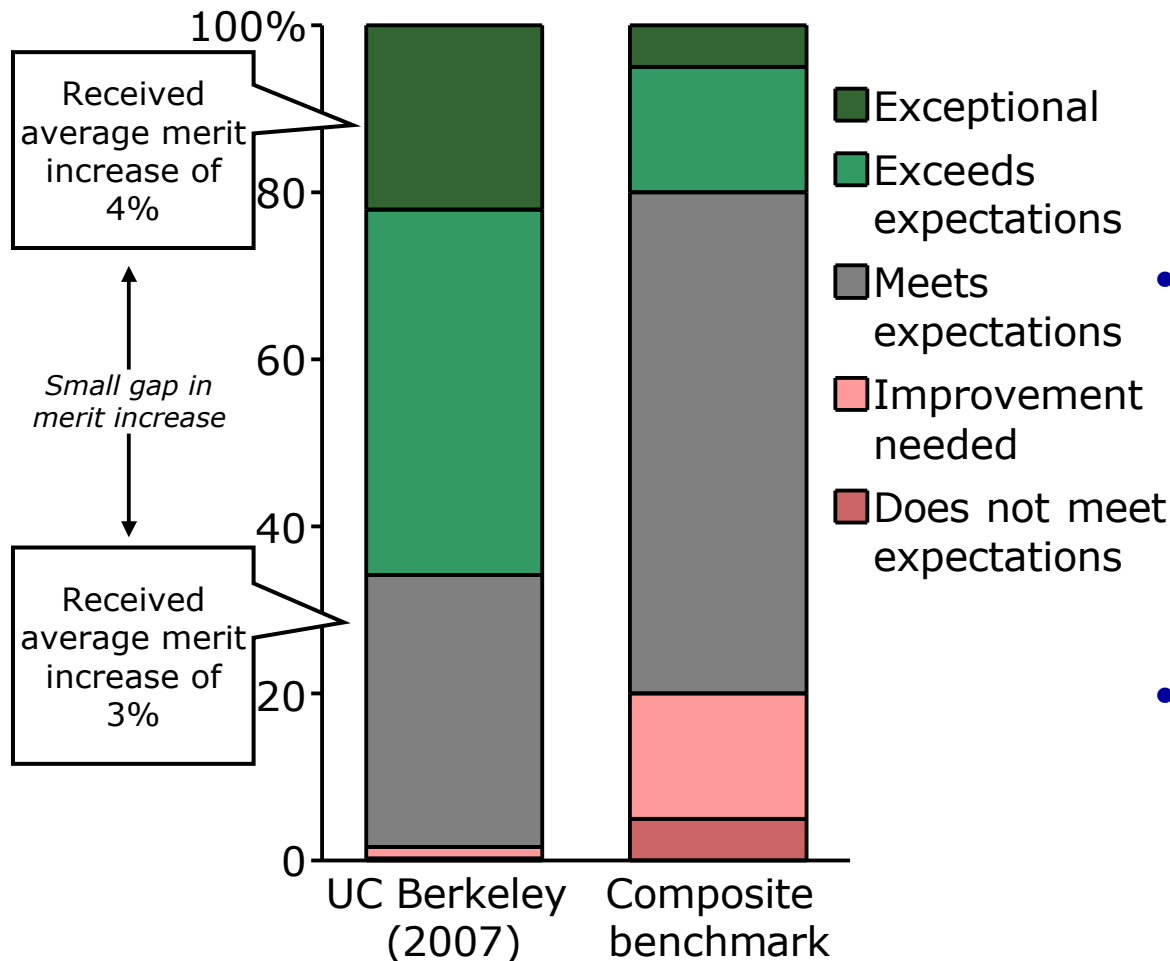 100%
80
60
40
20
0
Received
average merit
increase of
4%
Small gap in
merit increase
Received
average merit
increase of
3%
UC Berkeley
(2007)
Composite
benchmark
Exceptional
Exceeds
expectations
Meets
expectations
Improvement
needed
Does not meet
expectations